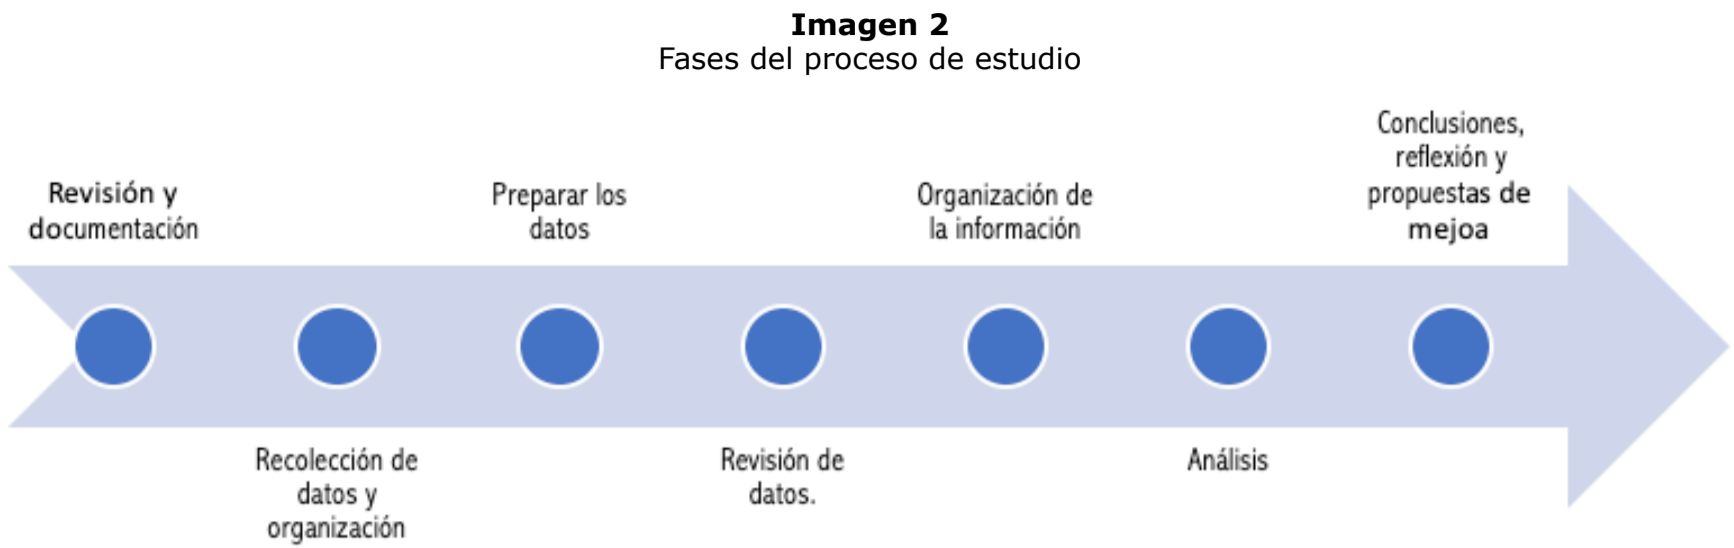 Imagen 2
Fases del proceso de estudio
Revisión y
documentación
Recolección de
datos y
organización
Preparar los
datos
Revisión de
datos.
Organización de
la información
Análisis
Conclusiones,
reflexión y
propuestas de
mejoa